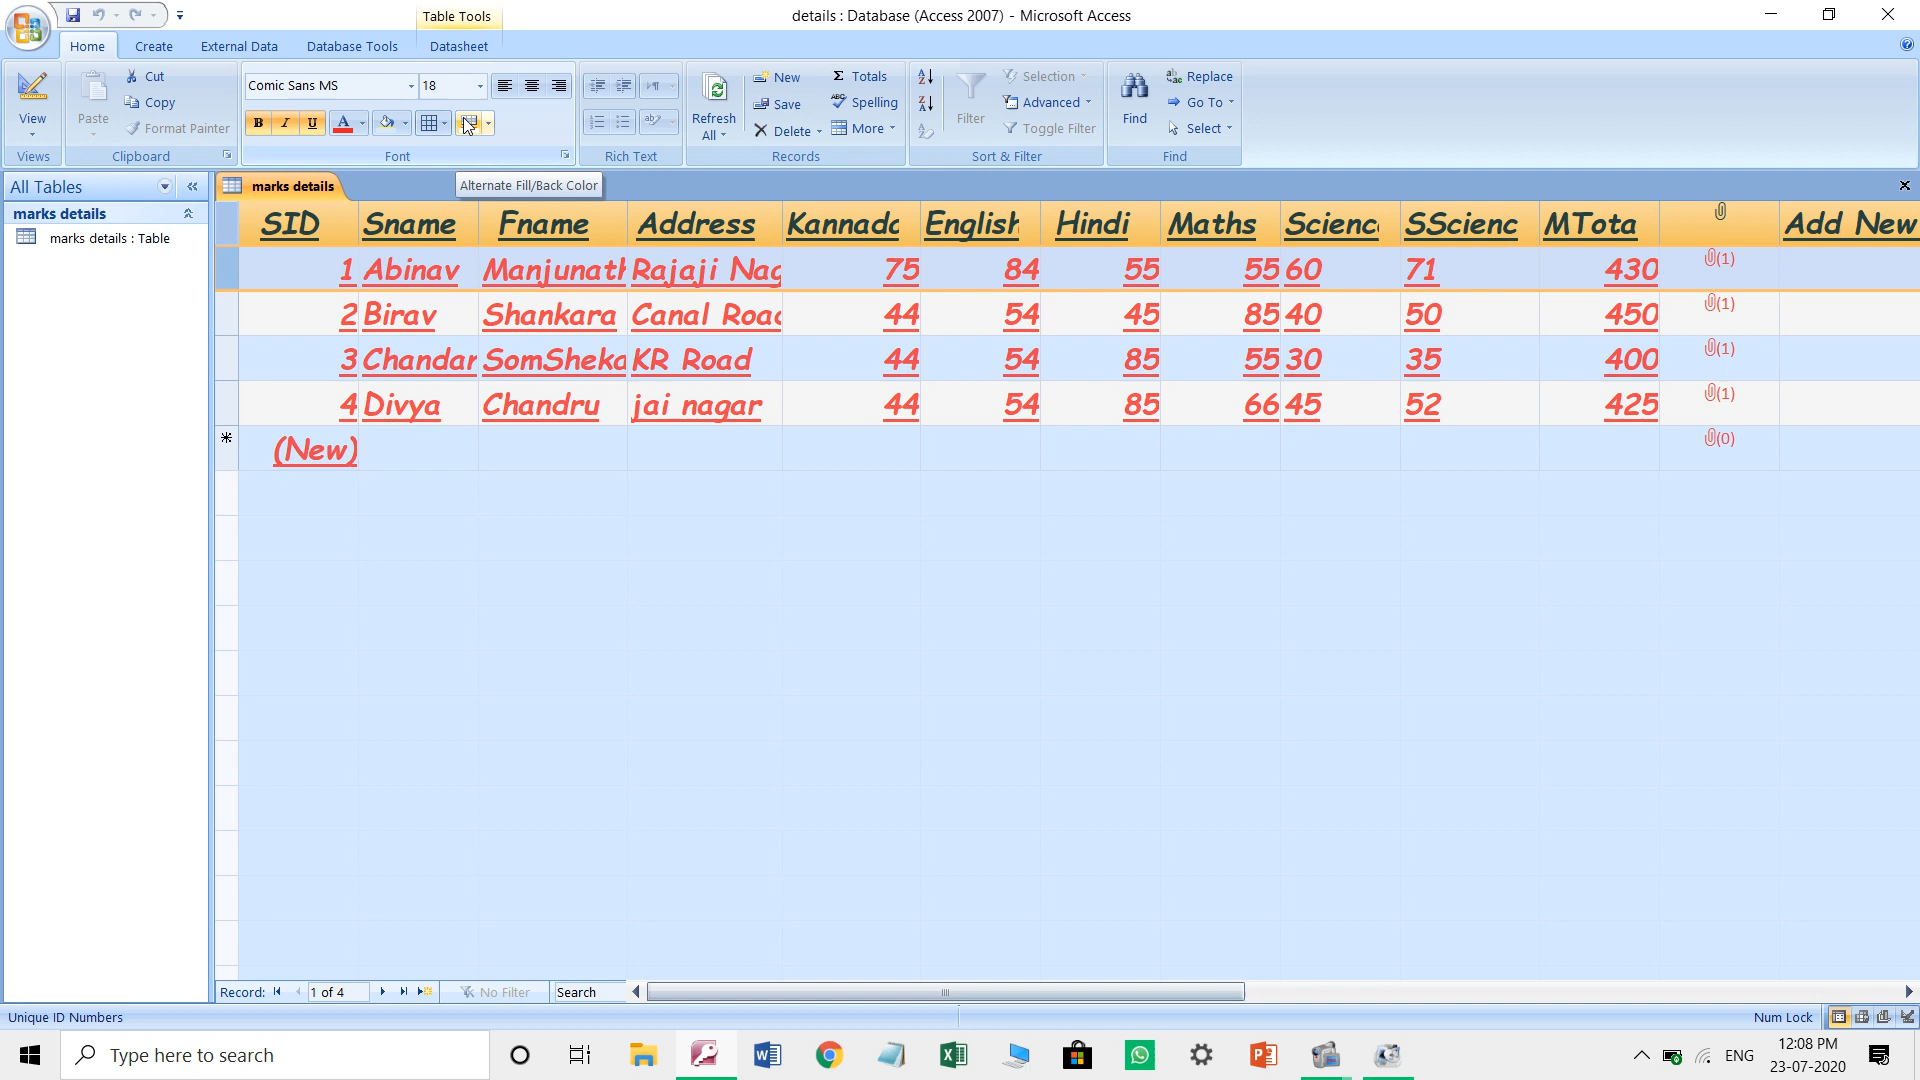 Table Tools
details : Database (Access 2007) - Microsoft Access
Home Create External Data Database Tools Datasheet
View
Views
Paste
Cut
Copy
Format Painter
Clipboard
Comic Sans MS 18
B I U A
Font
Rich Text
Refresh All
New
Save
Delete
Totals
Spelling
More
Records
Filter
Selection
Advanced
Toggle Filter
Sort & Filter
Find
Replace
Go To
Select
Find
Alternate Fill/Back Color
All Tables
marks details
marks details : Table
marks details
SID Sname Fname Address Kannada English Hindi Maths Scienc SScienc MTota Add New
1 Abinav Manjunath Rajaji Nag 75 84 55 55 60 71 430 (1)
2 Birav Shankara Canal Road 44 54 45 85 40 50 450 (1)
3 Chandan SomSheka KR Road 44 54 85 55 30 35 400 (1)
4 Divya Chandru jai nagar 44 54 85 66 45 52 425 (1)
* (New) (0)
Record: 1 of 4 No Filter Search
Unique ID Numbers Num Lock
Type here to search
ENG
12:08 PM
23-07-2020